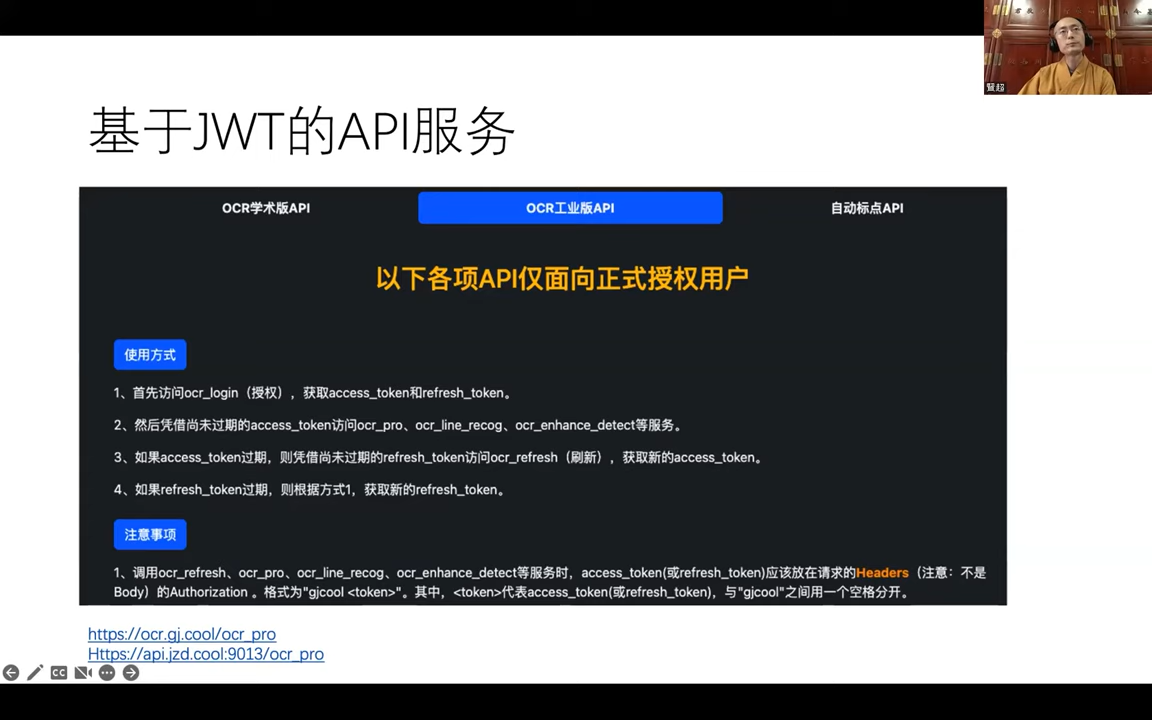 賢超
基于JWT的API服务
OCR学术版API
OCR工业版API
自动标点API
以下各项API仅面向正式授权用户
使用方式
1、首先访问ocr_login（授权），获取access_token和refresh_token。
2、然后凭借尚未过期的access_token访问ocr_pro、ocr_line_recog、ocr_enhance_detect等服务。
3、如果access_token过期，则凭借尚未过期的refresh_token访问ocr_refresh（刷新），获取新的access_token。
4、如果refresh_token过期，则根据方式1，获取新的refresh_token。
注意事项
1、调用ocr_refresh、ocr_pro、ocr_line_recog、ocr_enhance_detect等服务时，access_token(或refresh_token)应该放在请求的Headers（注意：不是
Body）的Authorization 。格式为"gjcool <token>"。其中，<token>代表access_token(或refresh_token)，与"gjcool"之间用一个空格分开。
https://ocr.gj.cool/ocr_pro
Https://api.jzd.cool:9013/ocr_pro
CC